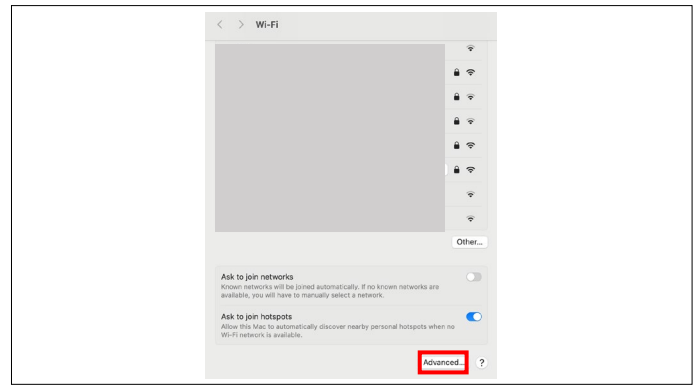 Wi-Fi
Other...
Ask to join networks
Known networks will be joined automatically. If no known networks are
available, you will have to manually select a network.
Ask to join hotspots
Allow this Mac to automatically discover nearby personal hotspots when no
Wi-Fi network is available.
Advanced... ?